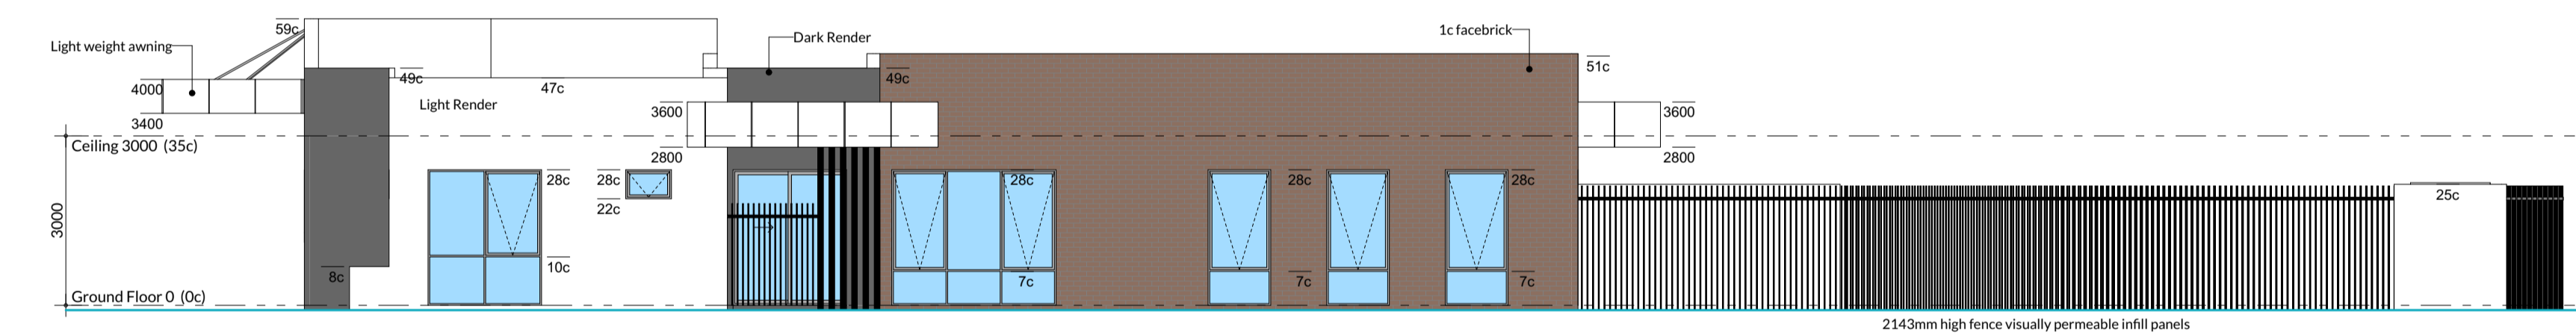 59c
Light weight awning
4000
3400
Ceiling 3000 (35c)
3000
Ground Floor 0 (0c)
8c
49c
47c
Light Render
28c
10c
28c
22c
Dark Render
49c
3600
2800
28c
7c
1c facebrick
51c
28c
7c
28c
7c
3600
2800
25c
2143mm high fence visually permeable infill panels